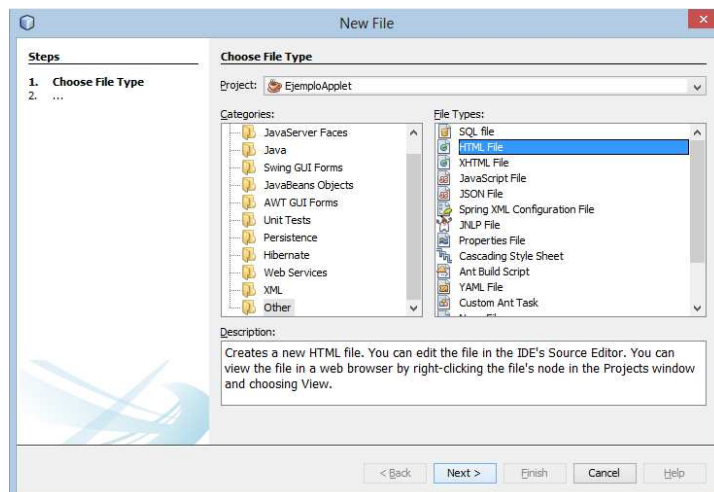 New File
Steps
1. Choose File Type
2. ...
Choose File Type
Project: EjemploApplet
Categories:
JavaServer Faces
Java
Swing GUI Forms
JavaBeans Objects
AWT GUI Forms
Unit Tests
Persistence
Hibernate
Web Services
XML
Other
File Types:
SQL file
HTML File
XHTML File
JavaScript File
JSON File
Spring XML Configuration File
JNLP File
Properties File
Cascading Style Sheet
Ant Build Script
YAML File
Custom Ant Task
Description:
Creates a new HTML file. You can edit the file in the IDE's Source Editor. You can
view the file in a web browser by right-clicking the file's node in the Projects window
and choosing View.
< Back Next > Finish Cancel Help